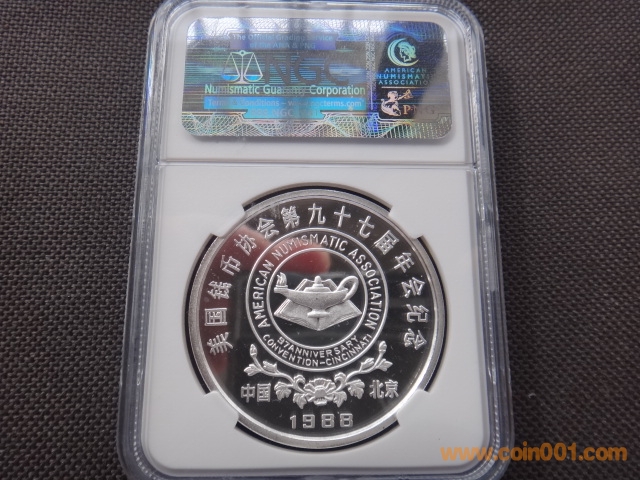 NGC
Numismatic Guaranty Corporation
AMERICAN
NUMISMATIC
ASSOCIATION
美国钱币协会第九十七届年会纪念
AMERICAN NUMISMATIC ASSOCIATION
97 ANNIVERSARY
CONVENTION-CINCINNATI
中国 北京
1988
www.coin001.com